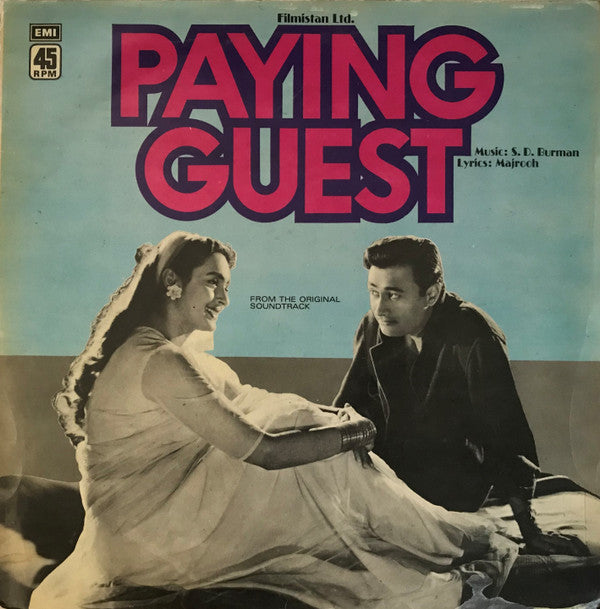 Filmistan Ltd.
EMI
45
RPM
PAYING
GUEST
Music: S. D. Burman
Lyrics: Majrooh
FROM THE ORIGINAL
SOUNDTRACK